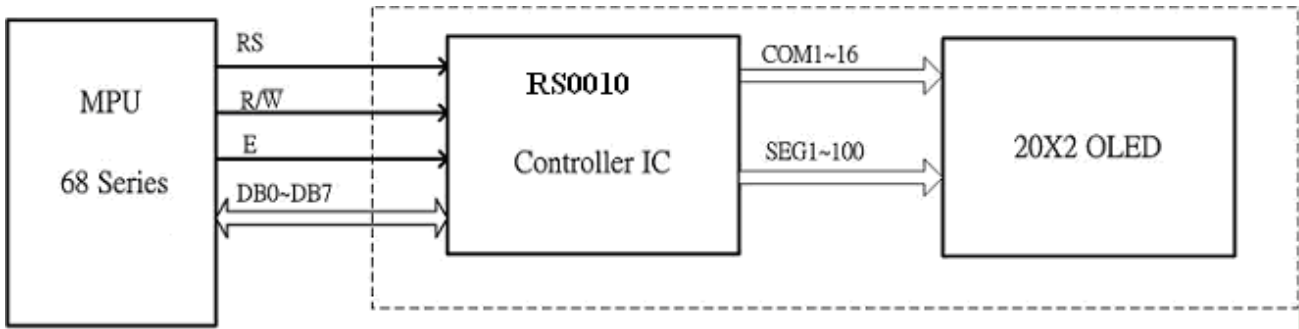 MPU
68 Series
RS
R/W̅
E
DB0~DB7
RS0010
Controller IC
COM1~16
SEG1~100
20X2 OLED